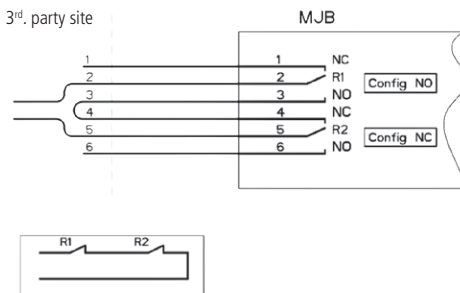 3rd. party site
MJB
1 1 NC
2 2 R1
Config NO
3 3 NO
4 4 NC
5 5 R2
Config NC
6 6 NO
R1 R2